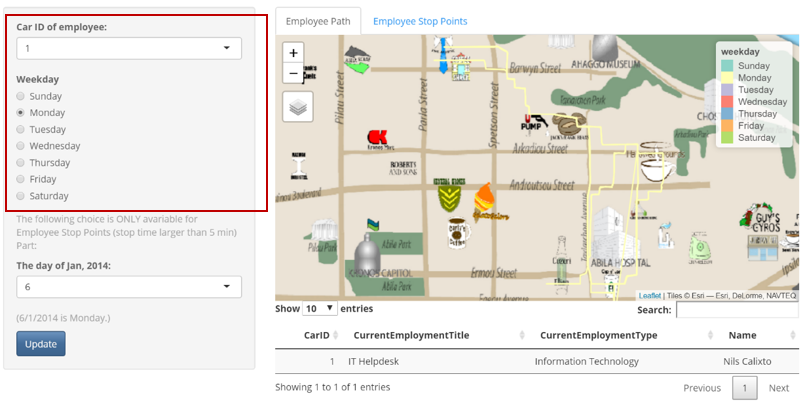 Car ID of employee:
1
Weekday
Sunday
Monday
Tuesday
Wednesday
Thursday
Friday
Saturday
The following choice is ONLY avariable for
Employee Stop Points (stop time larger than 5 min)
Part:
The day of Jan, 2014:
6
(6/1/2014 is Monday.)
Update
Employee Path
Employee Stop Points
+
−
Pilau Street
Parla Street
Spetson Street
Barwyn Street
AHAGGO MUSEUM
Taxiarchon Park
PUMP
Arkadiou Street
ROBERTS
AND SONS
Androutsou Street
Pilau Park
Abila Park
KRONOS CAPITOL
Abila Park
Ermou Street
ABILA HOSPITAL
GUY'S
GYROS
weekday
Sunday
Monday
Tuesday
Wednesday
Thursday
Friday
Saturday
Leaflet | Tiles © Esri — Esri, DeLorme, NAVTEQ
Show 10 entries
Search:
CarID CurrentEmploymentTitle CurrentEmploymentType Name
1 IT Helpdesk Information Technology Nils Calixto
Showing 1 to 1 of 1 entries
Previous 1 Next